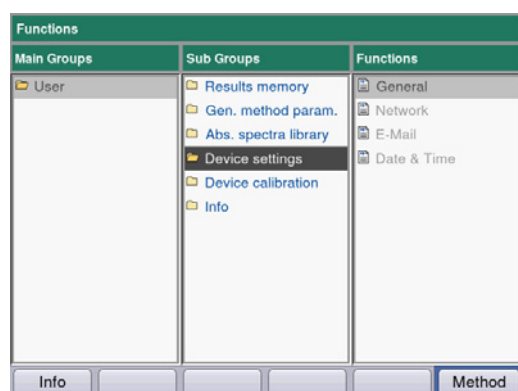 Functions
Main Groups
Sub Groups
Functions
User
Results memory
Gen. method param.
Abs. spectra library
Device settings
Device calibration
Info
General
Network
E-Mail
Date & Time
Info
Method